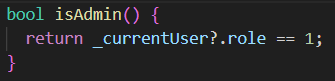 bool isAdmin() {
  return _currentUser?.role == 1;
}